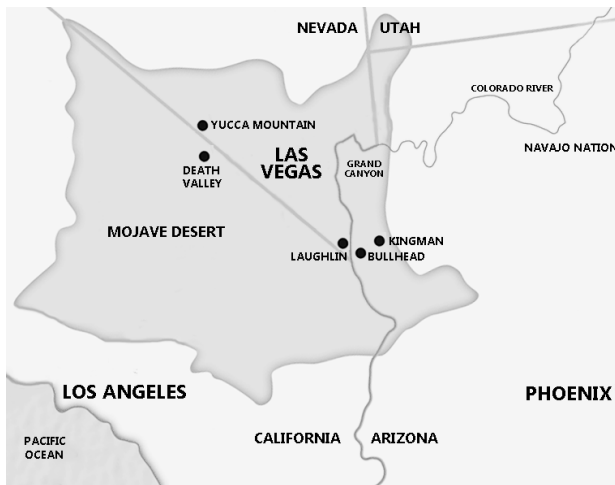 NEVADA UTAH
COLORADO RIVER
YUCCA MOUNTAIN
NAVAJO NATION
LAS
VEGAS
GRAND
CANYON
DEATH
VALLEY
MOJAVE DESERT
KINGMAN
LAUGHLIN
BULLHEAD
LOS ANGELES
PHOENIX
CALIFORNIA ARIZONA
PACIFIC
OCEAN